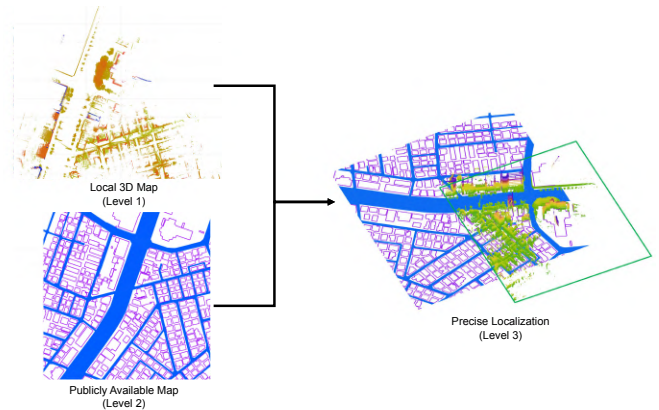 Local 3D Map
(Level 1)
Publicly Available Map
(Level 2)
Precise Localization
(Level 3)